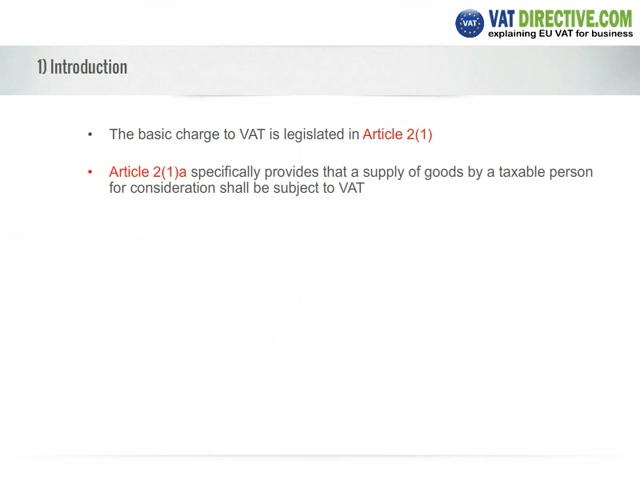 VAT
VAT DIRECTIVE.COM
explaining EU VAT for business
1) Introduction
• The basic charge to VAT is legislated in Article 2(1)
• Article 2(1)a specifically provides that a supply of goods by a taxable person
for consideration shall be subject to VAT